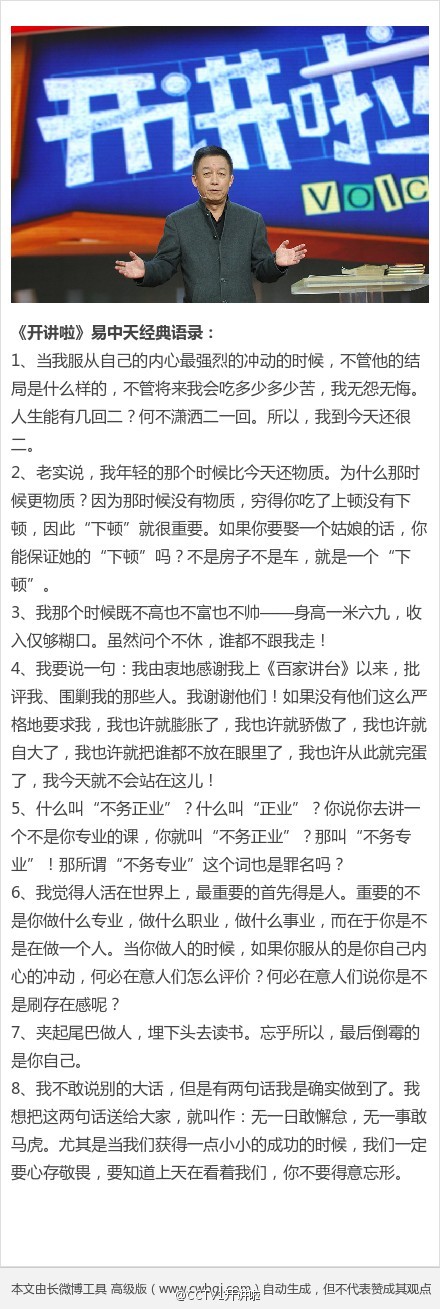 开讲啦
VOIC
《开讲啦》易中天经典语录：
1、当我服从自己的内心最强烈的冲动的时候，不管他的结
局是什么样的，不管将来我会吃多少多少苦，我无怨无悔。
人生能有几回二？何不潇洒二一回。所以，我到今天还很
二。
2、老实说，我年轻的那个时候比今天还物质。为什么那时
候更物质？因为那时候没有物质，穷得你吃了上顿没有下
顿，因此“下顿”就很重要。如果你要娶一个姑娘的话，你
能保证她的“下顿”吗？不是房子不是车，就是一个“下
顿”。
3、我那个时候既不高也不富也不帅——身高一米六九，收
入仅够糊口。虽然问个不休，谁都不跟我走！
4、我要说一句：我由衷地感谢我上《百家讲台》以来，批
评我、围剿我的那些人。我谢谢他们！如果没有他们这么严
格地要求我，我也许就膨胀了，我也许就骄傲了，我也许就
自大了，我也许就把谁都不放在眼里了，我也许从此就完蛋
了，我今天就不会站在这儿！
5、什么叫“不务正业”？什么叫“正业”？你说你去讲一
个不是你专业的课，你就叫“不务正业”？那叫“不务专
业”！那所谓“不务专业”这个词也是罪名吗？
6、我觉得人活在世界上，最重要的首先得是人。重要的不
是你做什么专业，做什么职业，做什么事业，而在于你是不
是在做一个人。当你做人的时候，如果你服从的是你自己内
心的冲动，何必在意人们怎么评价？何必在意人们说你是不
是刷存在感呢？
7、夹起尾巴做人，埋下头去读书。忘乎所以，最后倒霉的
是你自己。
8、我不敢说别的大话，但是有两句话我是确实做到了。我
想把这两句话送给大家，就叫作：无一日敢懈怠，无一事敢
马虎。尤其是当我们获得一点小小的成功的时候，我们一定
要心存敬畏，要知道上天在看着我们，你不要得意忘形。
本文由长微博工具 高级版（www.cwbgj.com）自动生成，但不代表赞成其观点
@CCTV1开讲啦